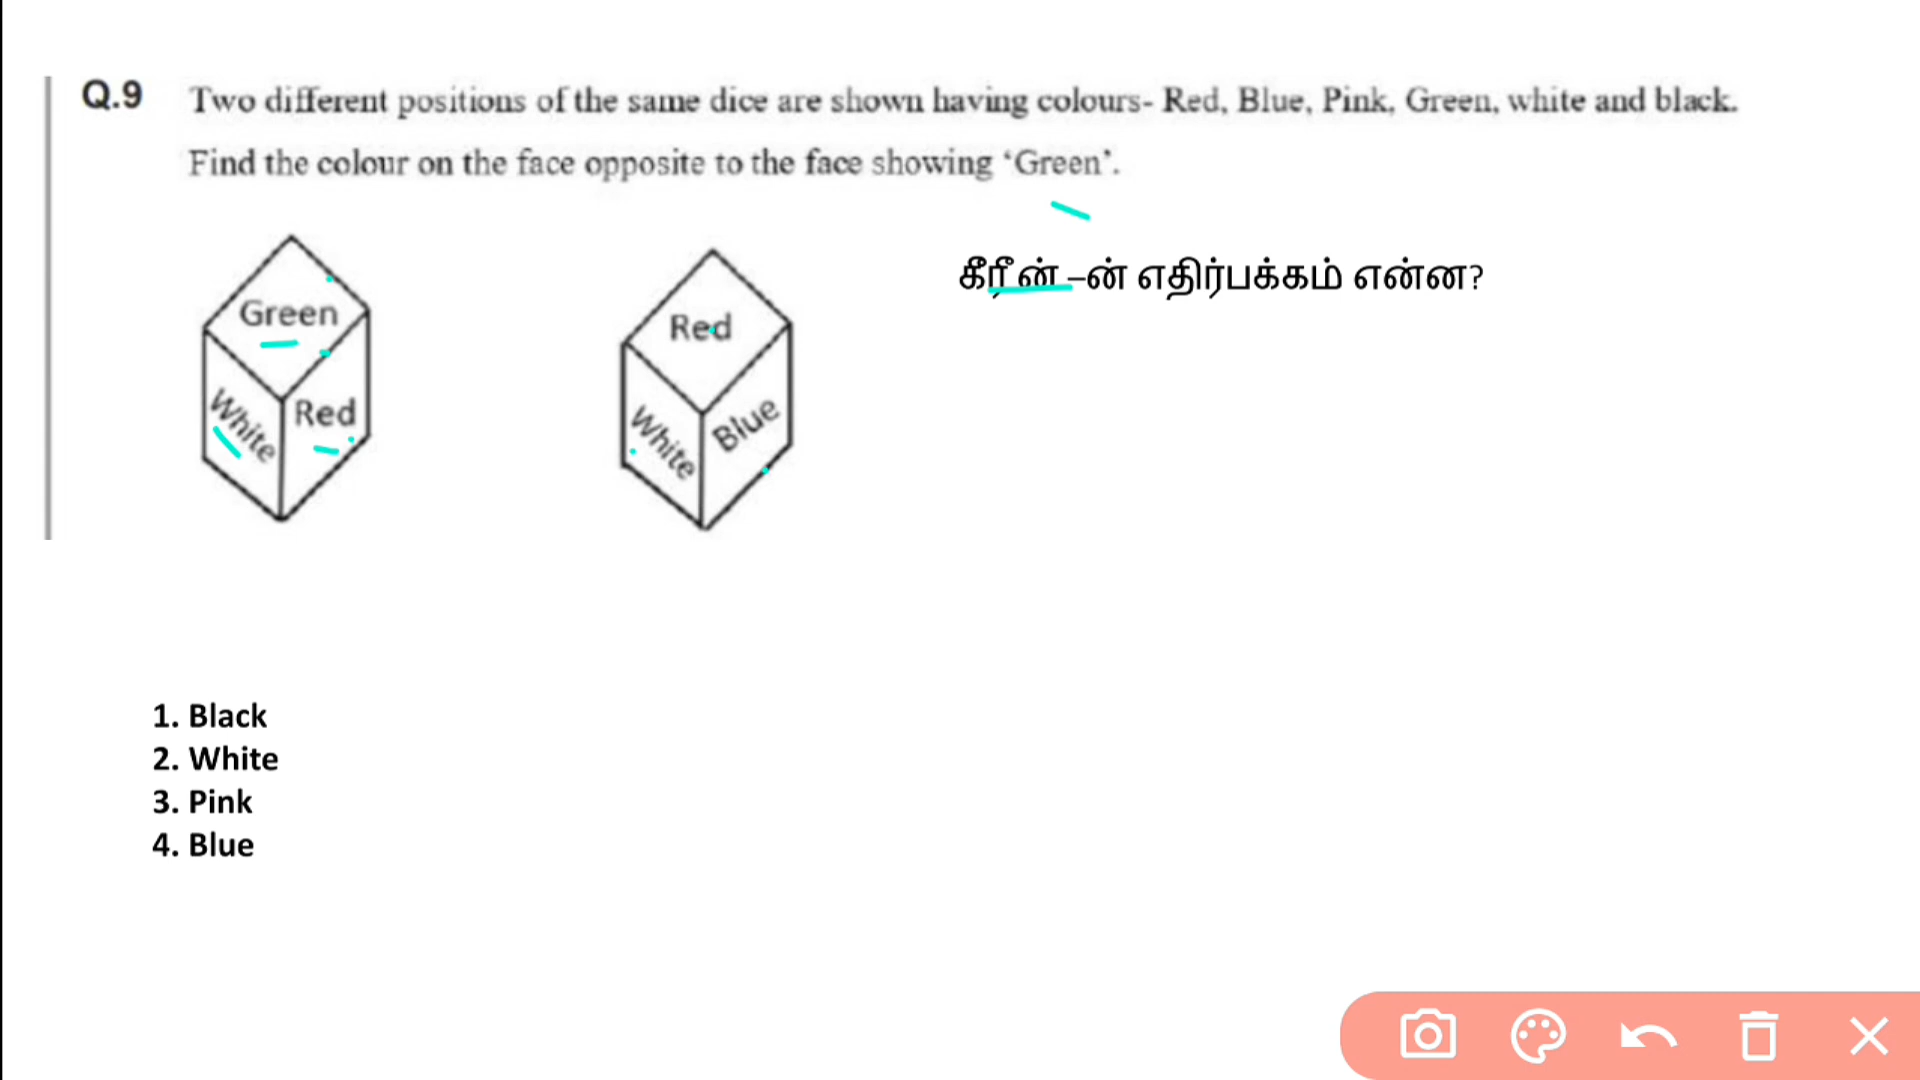 Q.9 Two different positions of the same dice are shown having colours- Red, Blue, Pink, Green, white and black.
Find the colour on the face opposite to the face showing ‘Green’.
கீரீன் –ன் எதிர்பக்கம் என்ன?
Green
White
Red
Red
White
Blue
1. Black
2. White
3. Pink
4. Blue